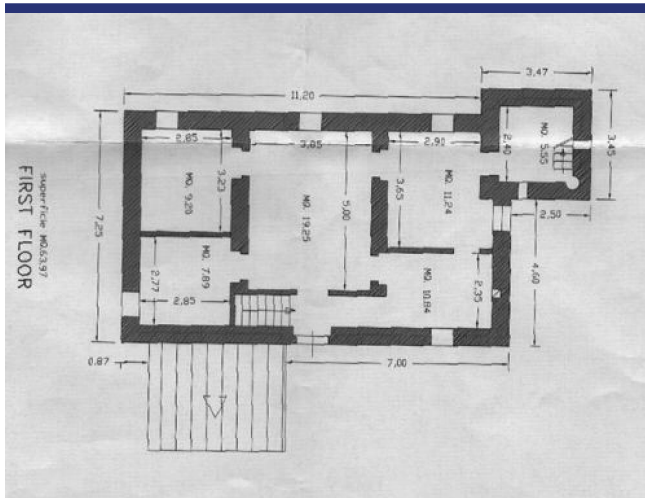 3,47
11,20
2,85
3,85
2,90
2,40
MQ. 5.55
3,45
3,23
MQ. 9.20
5,00
3,65
MQ. 11.24
MQ. 19.25
2,50
7,25
superficie MQ.63.97
FIRST FLOOR
MQ. 7.89
2,77
2,85
MQ. 10.84
2,35
4,60
0.87
7,00